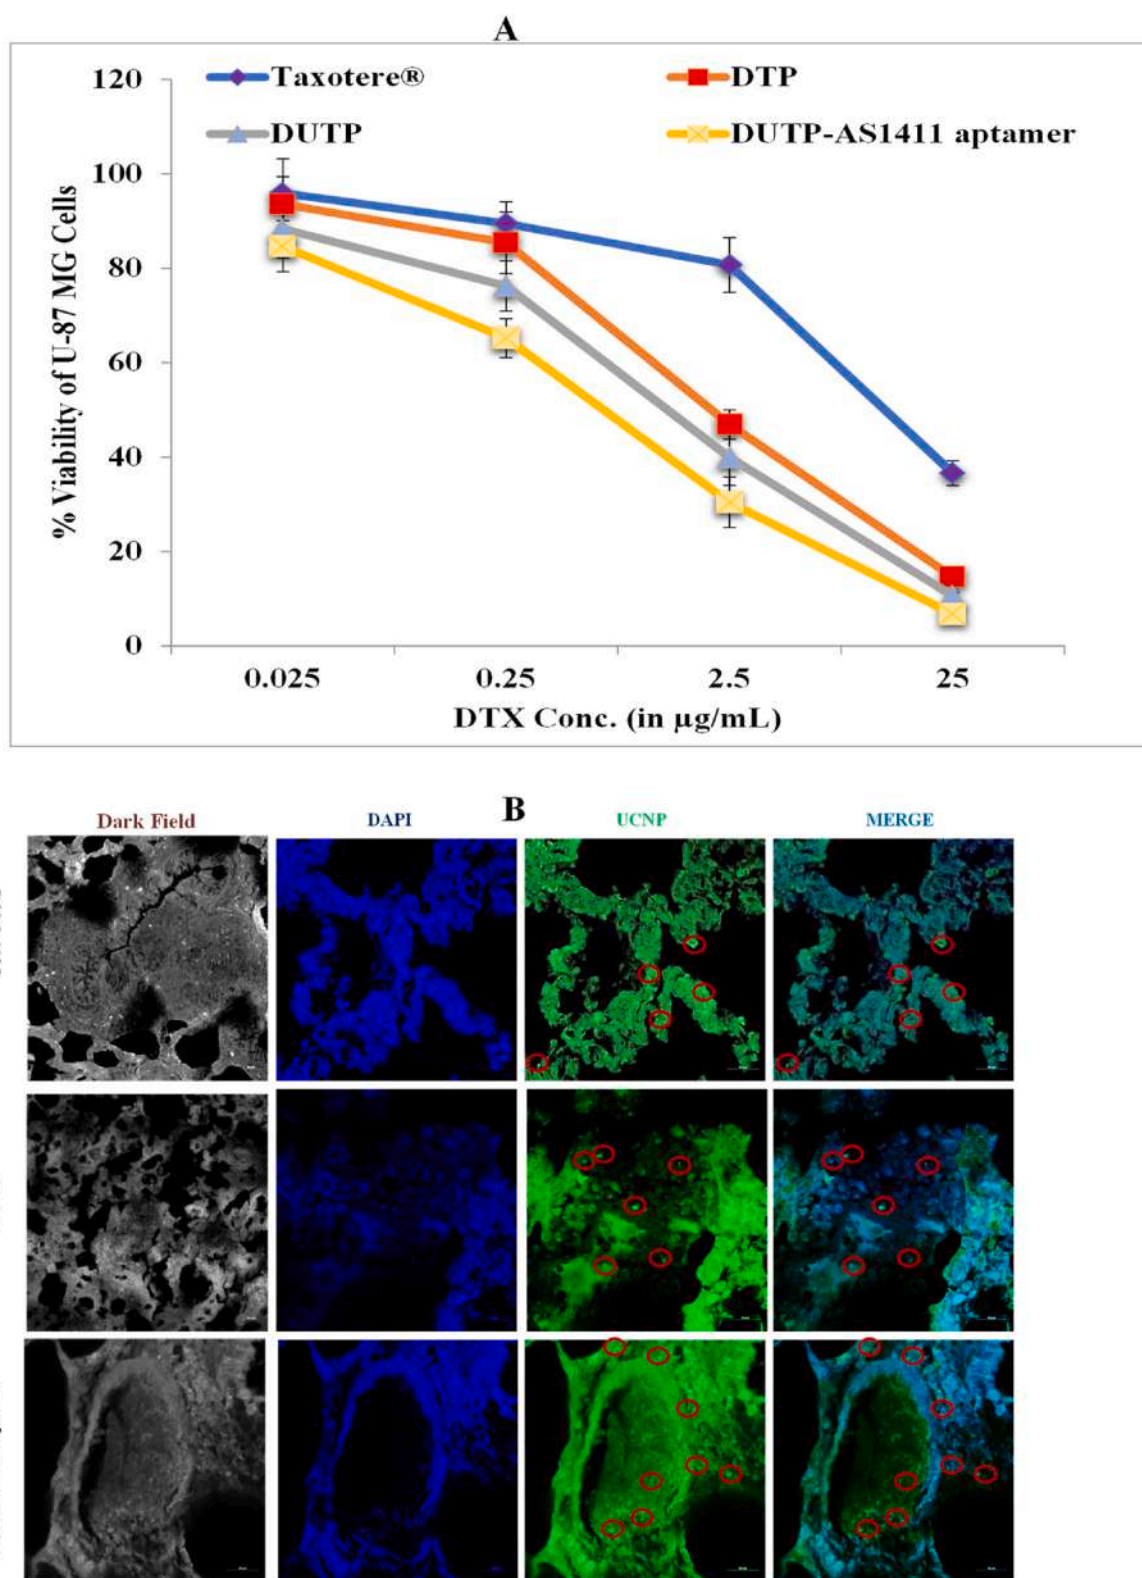 A
120
100
80
60
40
20
0
% Viability of U-87 MG Cells
Taxotere®
DTP
DUTP
DUTP-AS1411 aptamer
0.025
0.25
2.5
25
DTX Conc. (in μg/mL)
B
Dark Field
DAPI
UCNP
MERGE